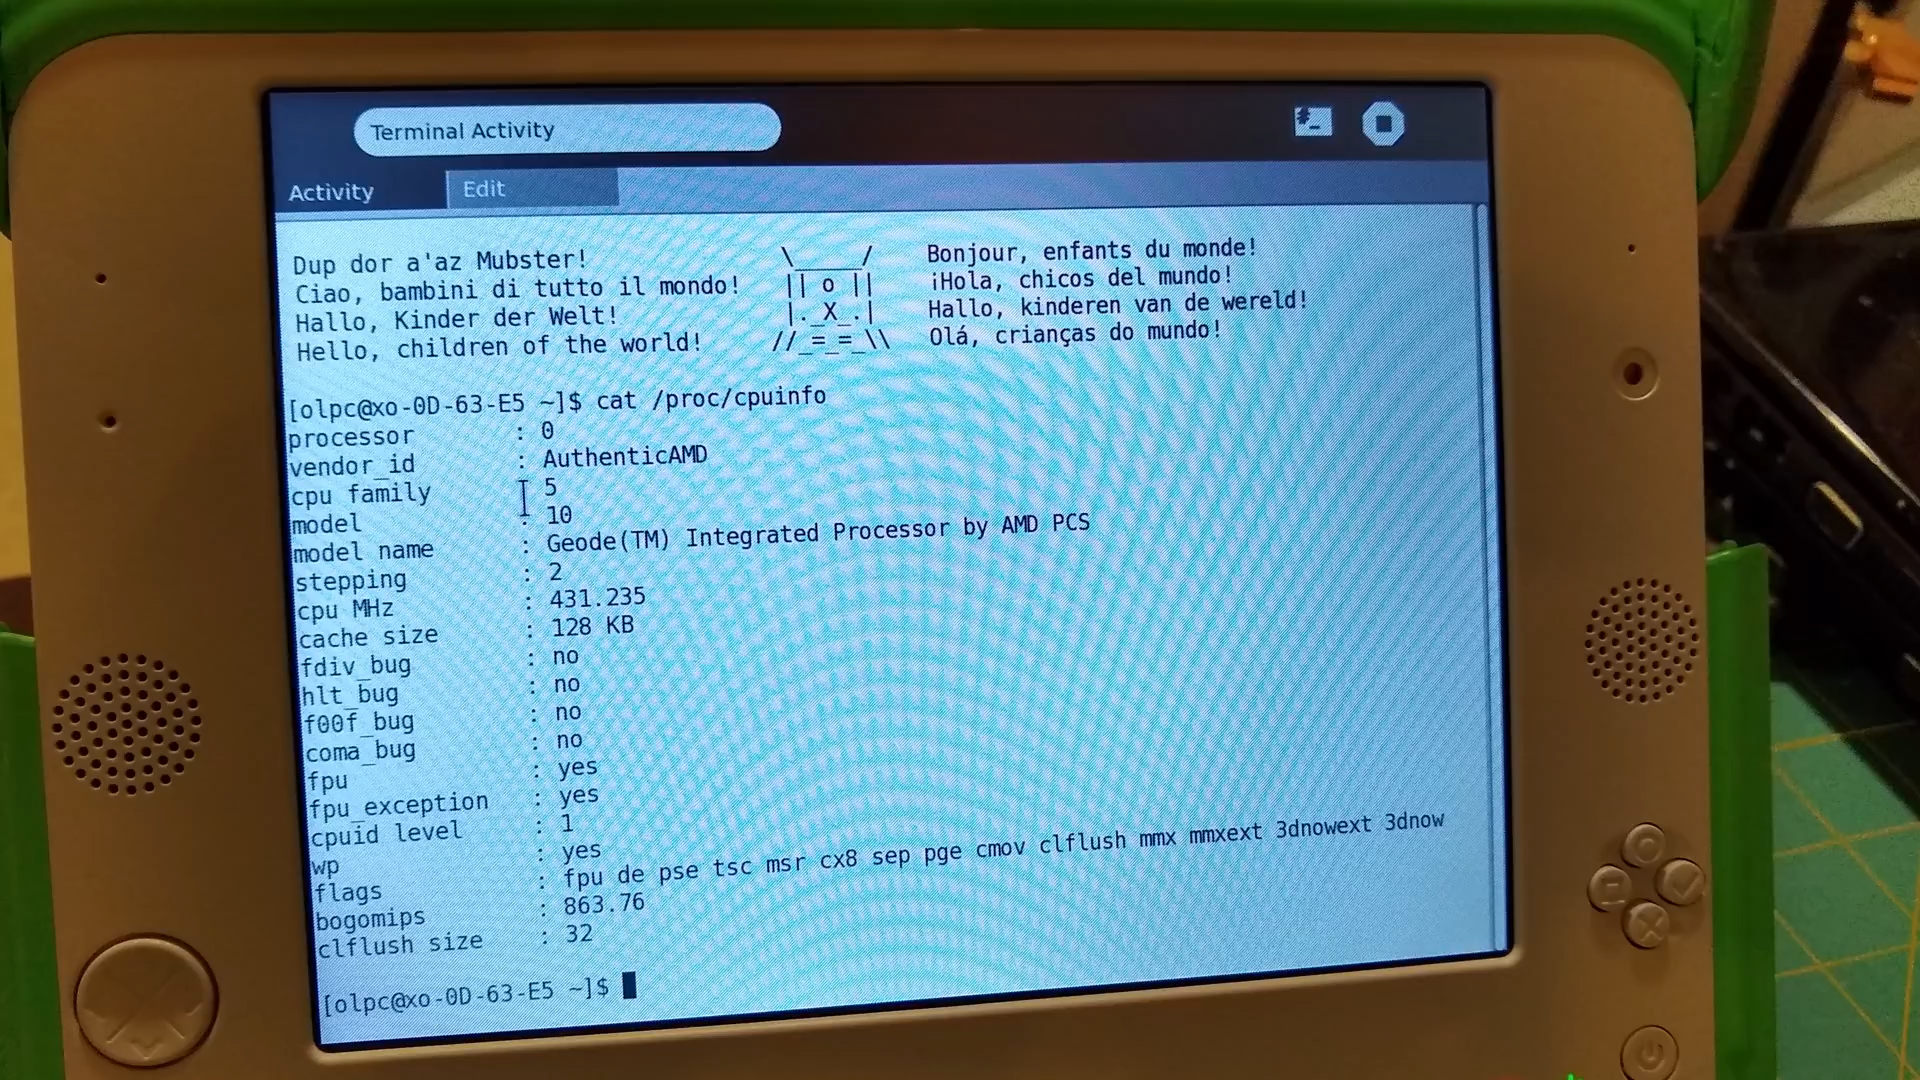 Terminal Activity
Activity Edit
Dup dor a'az Mubster! \_____/ Bonjour, enfants du monde!
Ciao, bambini di tutto il mondo! || o || ¡Hola, chicos del mundo!
Hallo, Kinder der Welt! |._X_.| Hallo, kinderen van de wereld!
Hello, children of the world! //_=_=_\\ Olá, crianças do mundo!
[olpc@xo-0D-63-E5 ~]$ cat /proc/cpuinfo
processor : 0
vendor_id : AuthenticAMD
cpu family : 5
model : 10
model name : Geode(TM) Integrated Processor by AMD PCS
stepping : 2
cpu MHz : 431.235
cache size : 128 KB
fdiv_bug : no
hlt_bug : no
f00f_bug : no
coma_bug : no
fpu : yes
fpu_exception : yes
cpuid level : 1
wp : yes
flags : fpu de pse tsc msr cx8 sep pge cmov clflush mmx mmxext 3dnowext 3dnow
bogomips : 863.76
clflush size : 32
[olpc@xo-0D-63-E5 ~]$